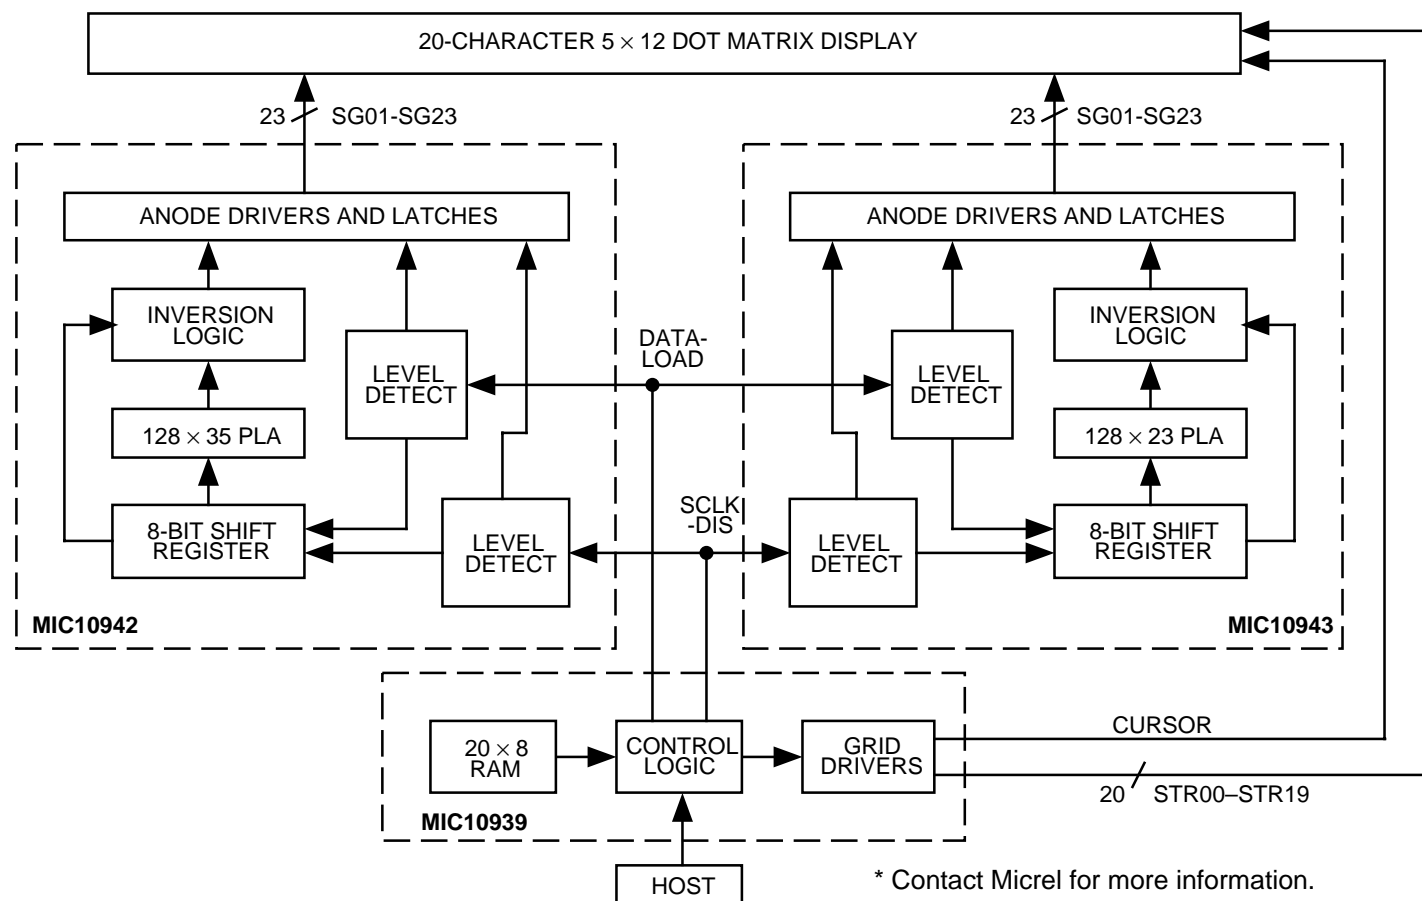 20-CHARACTER 5 × 12 DOT MATRIX DISPLAY
23 SG01-SG23
23 SG01-SG23
ANODE DRIVERS AND LATCHES
ANODE DRIVERS AND LATCHES
INVERSION
LOGIC
LEVEL
DETECT
DATA-
LOAD
LEVEL
DETECT
INVERSION
LOGIC
128 × 35 PLA
128 × 23 PLA
8-BIT SHIFT
REGISTER
LEVEL
DETECT
SCLK
-DIS
LEVEL
DETECT
8-BIT SHIFT
REGISTER
MIC10942
MIC10943
20 × 8
RAM
CONTROL
LOGIC
GRID
DRIVERS
CURSOR
20 STR00–STR19
MIC10939
HOST
* Contact Micrel for more information.